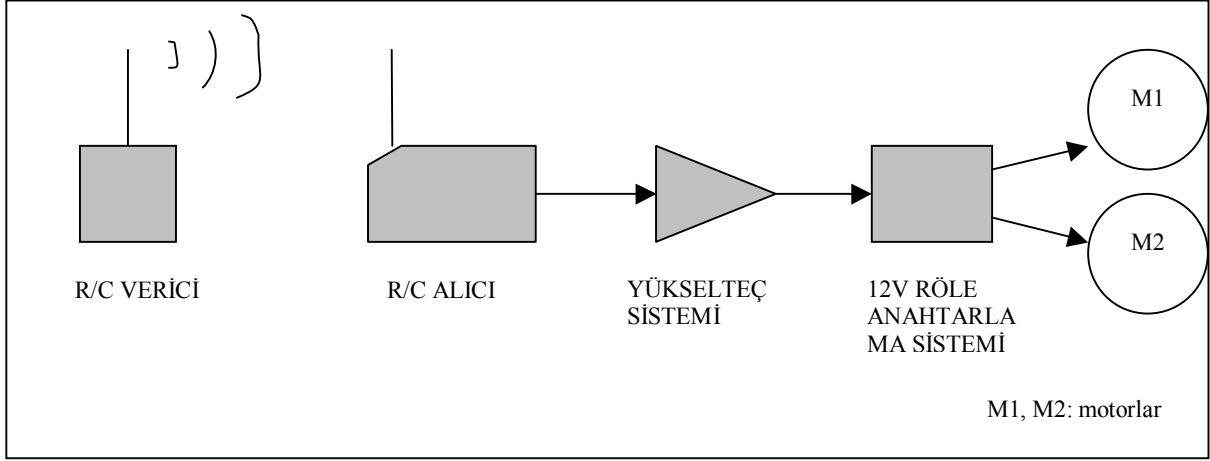 M1
M2
R/C VERİCİ
R/C ALICI
YÜKSELTEÇ
SİSTEMİ
12V RÖLE
ANAHTARLA
MA SİSTEMİ
M1, M2: motorlar